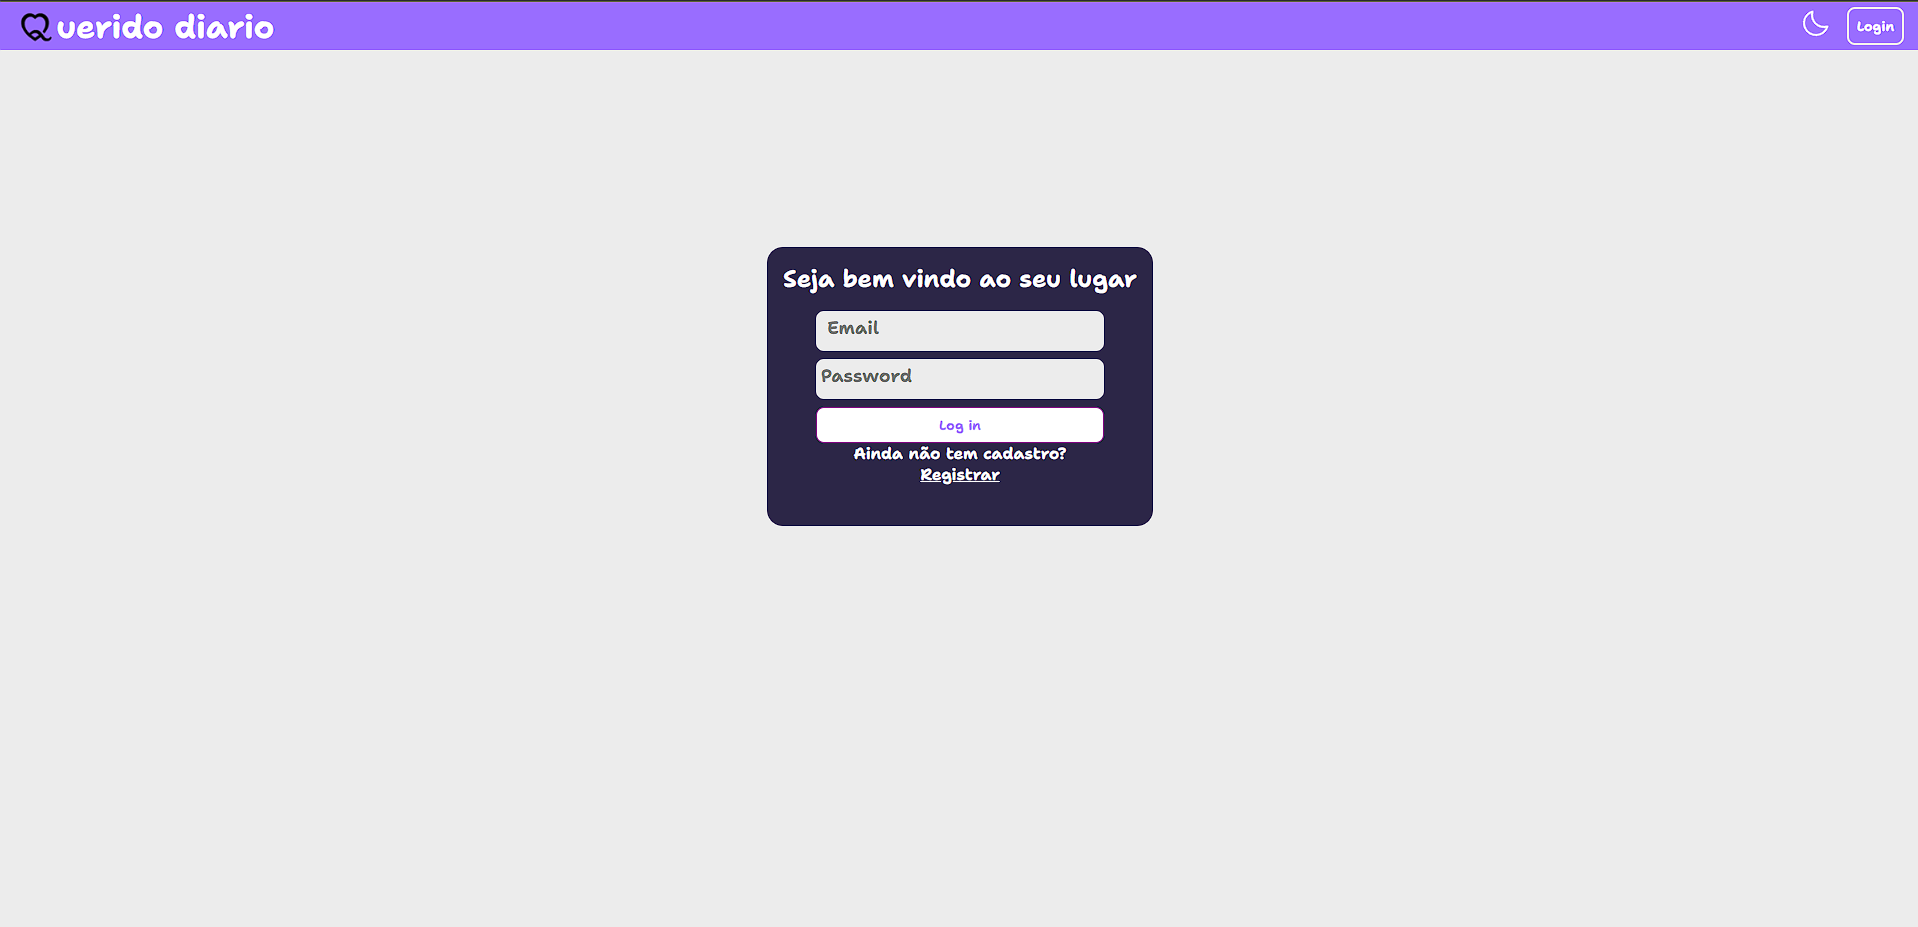 Querido diario
Login
Seja bem vindo ao seu lugar
Email
Password
Log in
Ainda não tem cadastro?
Registrar